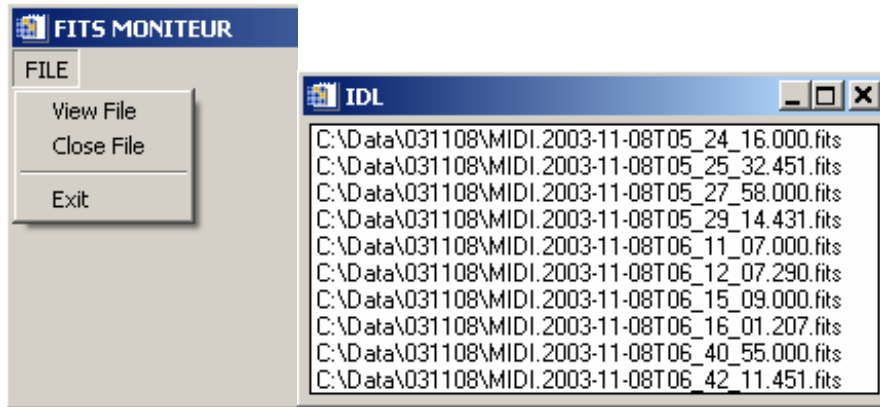 FITS MONITEUR
FILE
View File
Close File
Exit
IDL
C:\Data\031108\MIDI.2003-11-08T05_24_16.000.fits
C:\Data\031108\MIDI.2003-11-08T05_25_32.451.fits
C:\Data\031108\MIDI.2003-11-08T05_27_58.000.fits
C:\Data\031108\MIDI.2003-11-08T05_29_14.431.fits
C:\Data\031108\MIDI.2003-11-08T06_11_07.000.fits
C:\Data\031108\MIDI.2003-11-08T06_12_07.290.fits
C:\Data\031108\MIDI.2003-11-08T06_15_09.000.fits
C:\Data\031108\MIDI.2003-11-08T06_16_01.207.fits
C:\Data\031108\MIDI.2003-11-08T06_40_55.000.fits
C:\Data\031108\MIDI.2003-11-08T06_42_11.451.fits